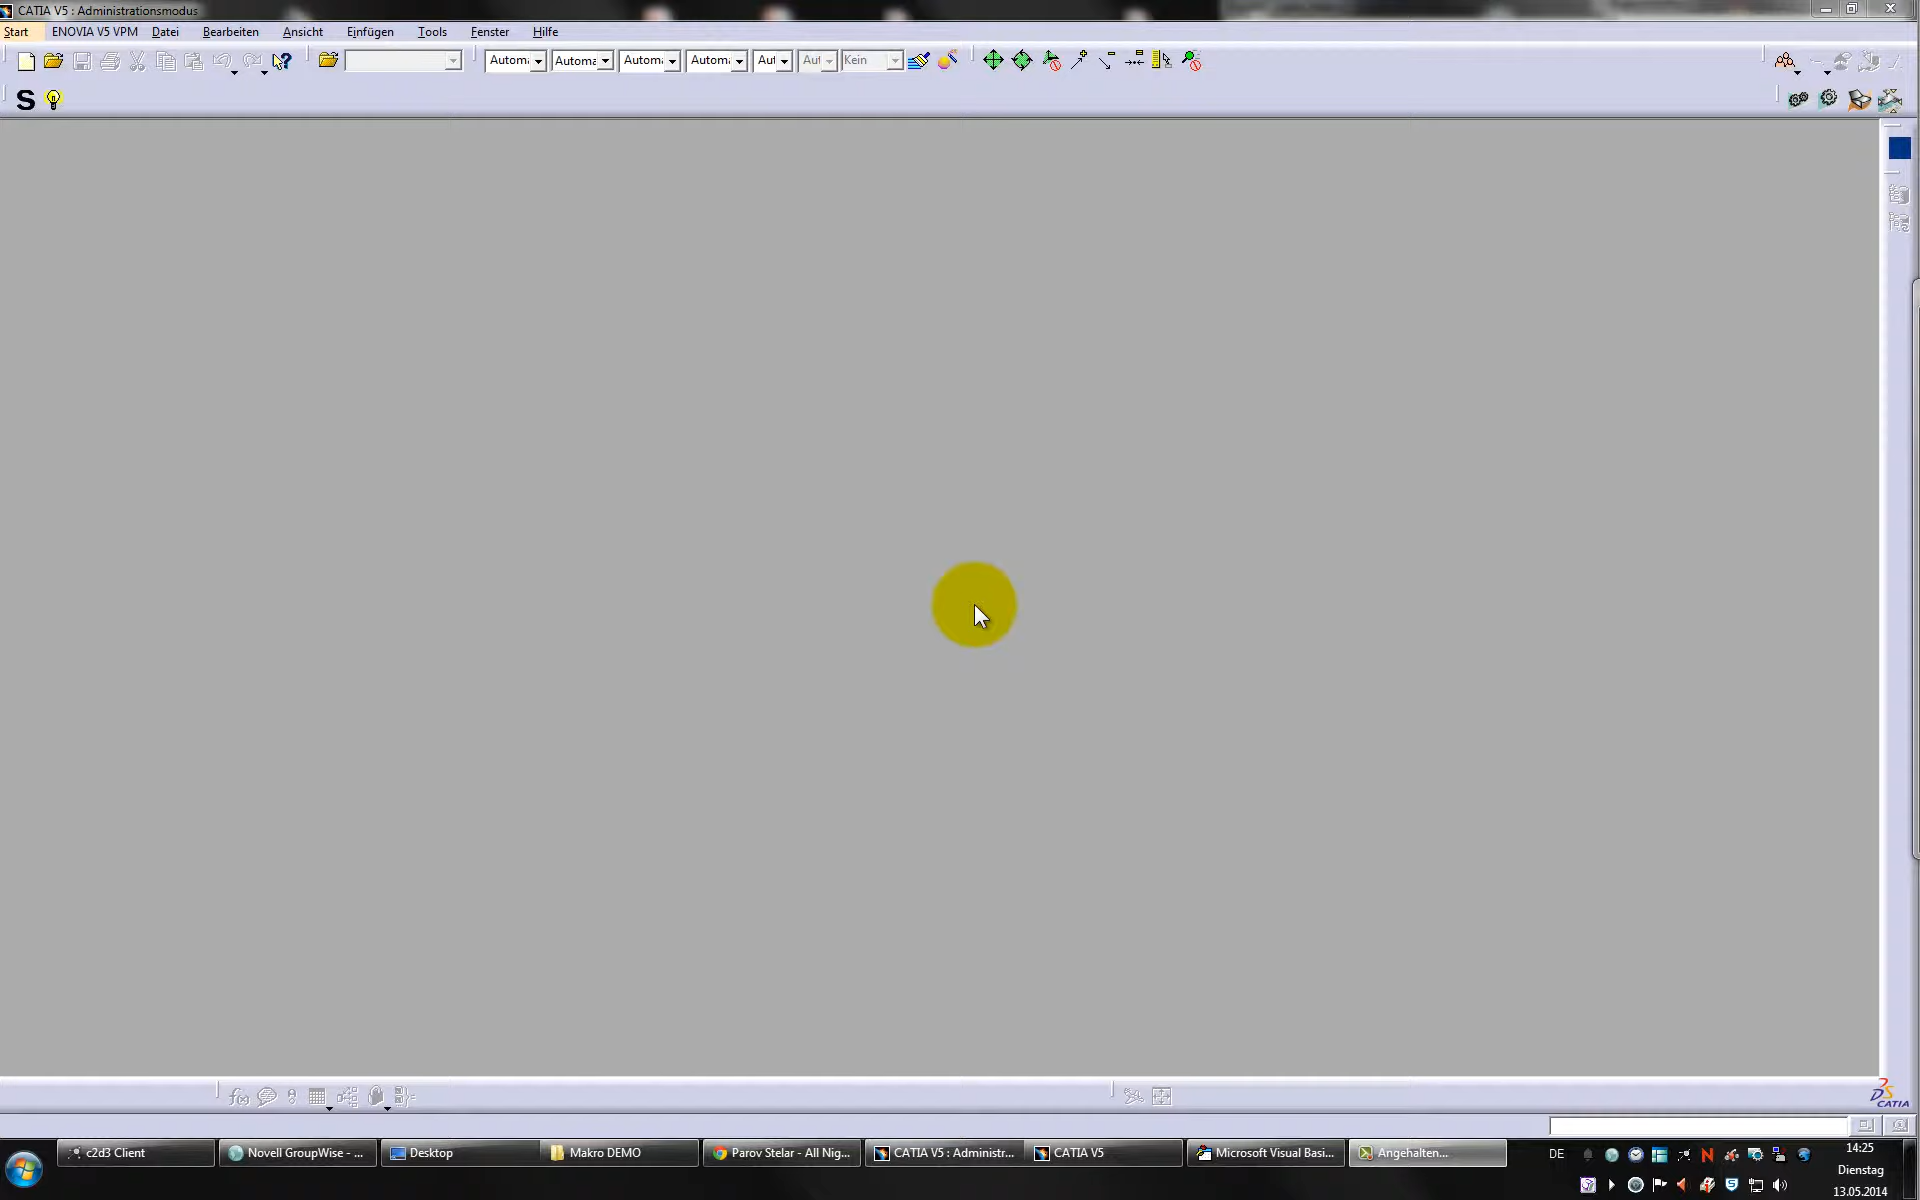 CATIA V5 : Administrationsmodus
Start ENOVIA V5 VPM Datei Bearbeiten Ansicht Einfügen Tools Fenster Hilfe
Autom Automa Autom Autom Aut Aut Kein
S
CATIA
c2d3 Client Novell GroupWise - ... Desktop Makro DEMO Parov Stelar - All Nig... CATIA V5 : Administr... CATIA V5 Microsoft Visual Basi... Angehalten... DE 14:25
Dienstag
13.05.2014